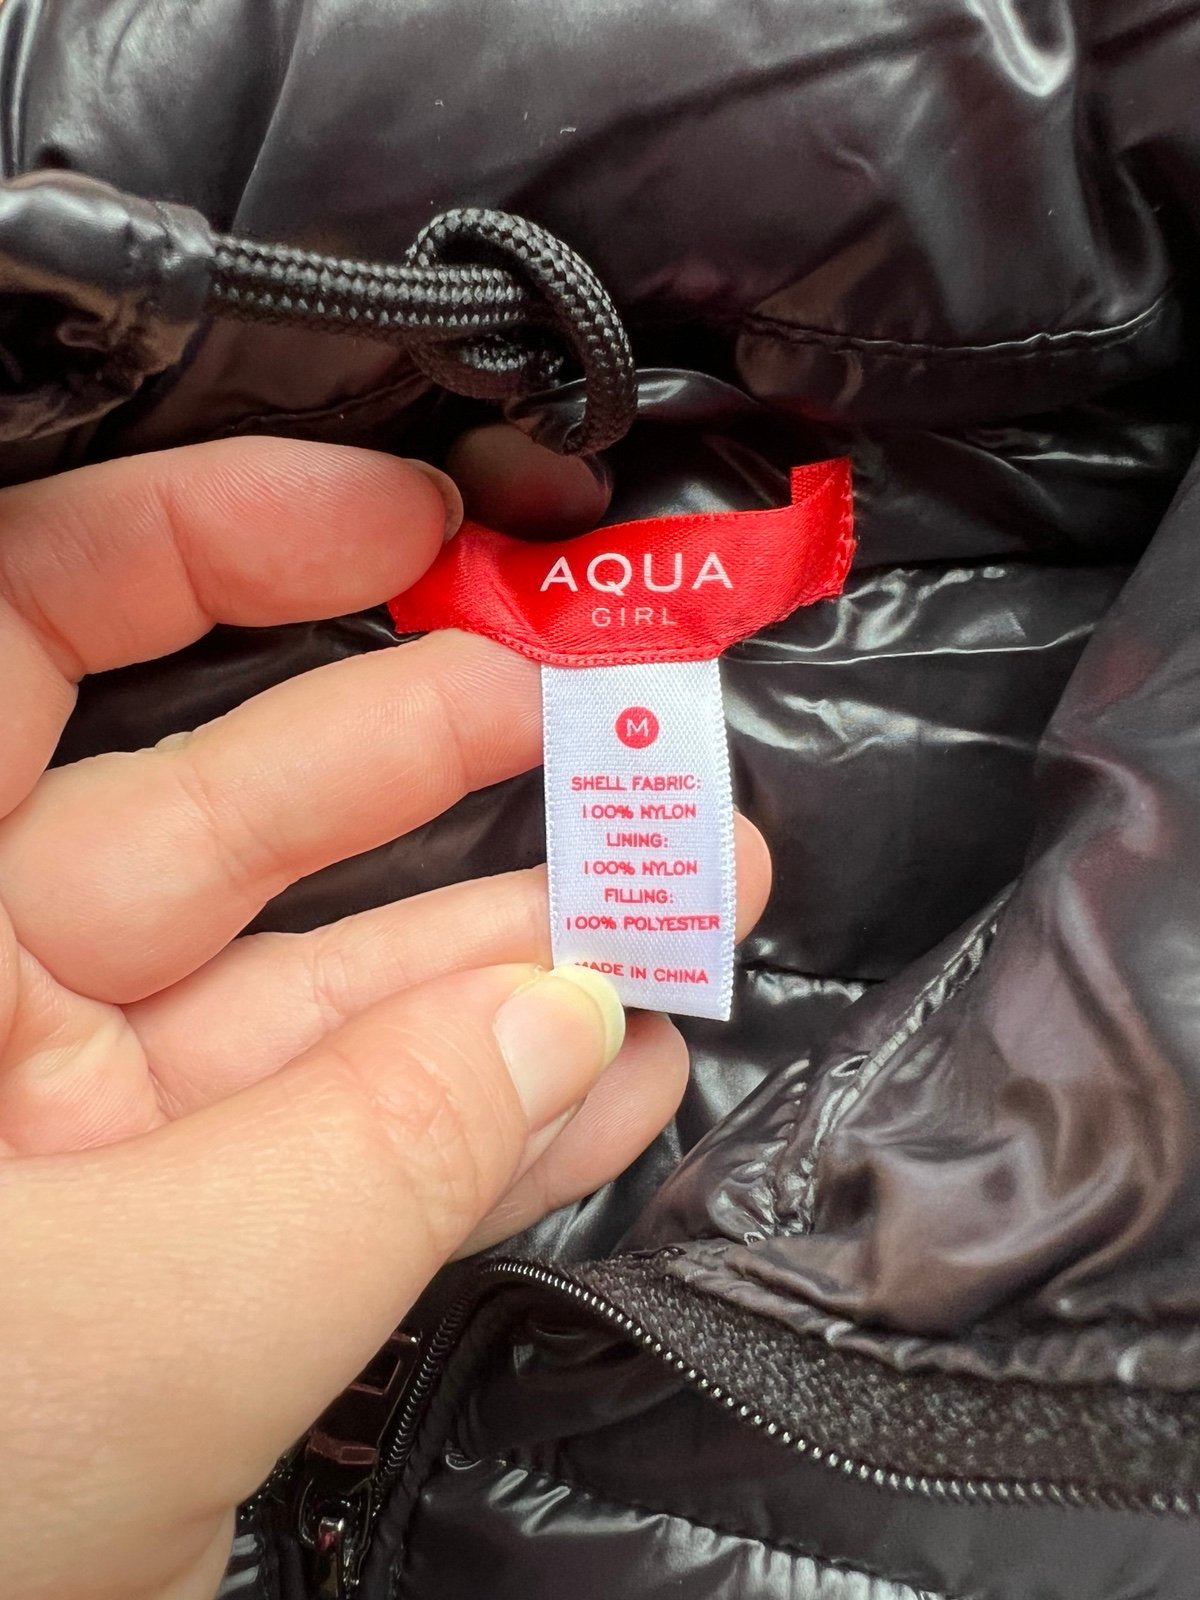 AQUA
GIRL
M
SHELL FABRIC:
100% NYLON
LINING:
100% NYLON
FILLING:
100% POLYESTER
MADE IN CHINA